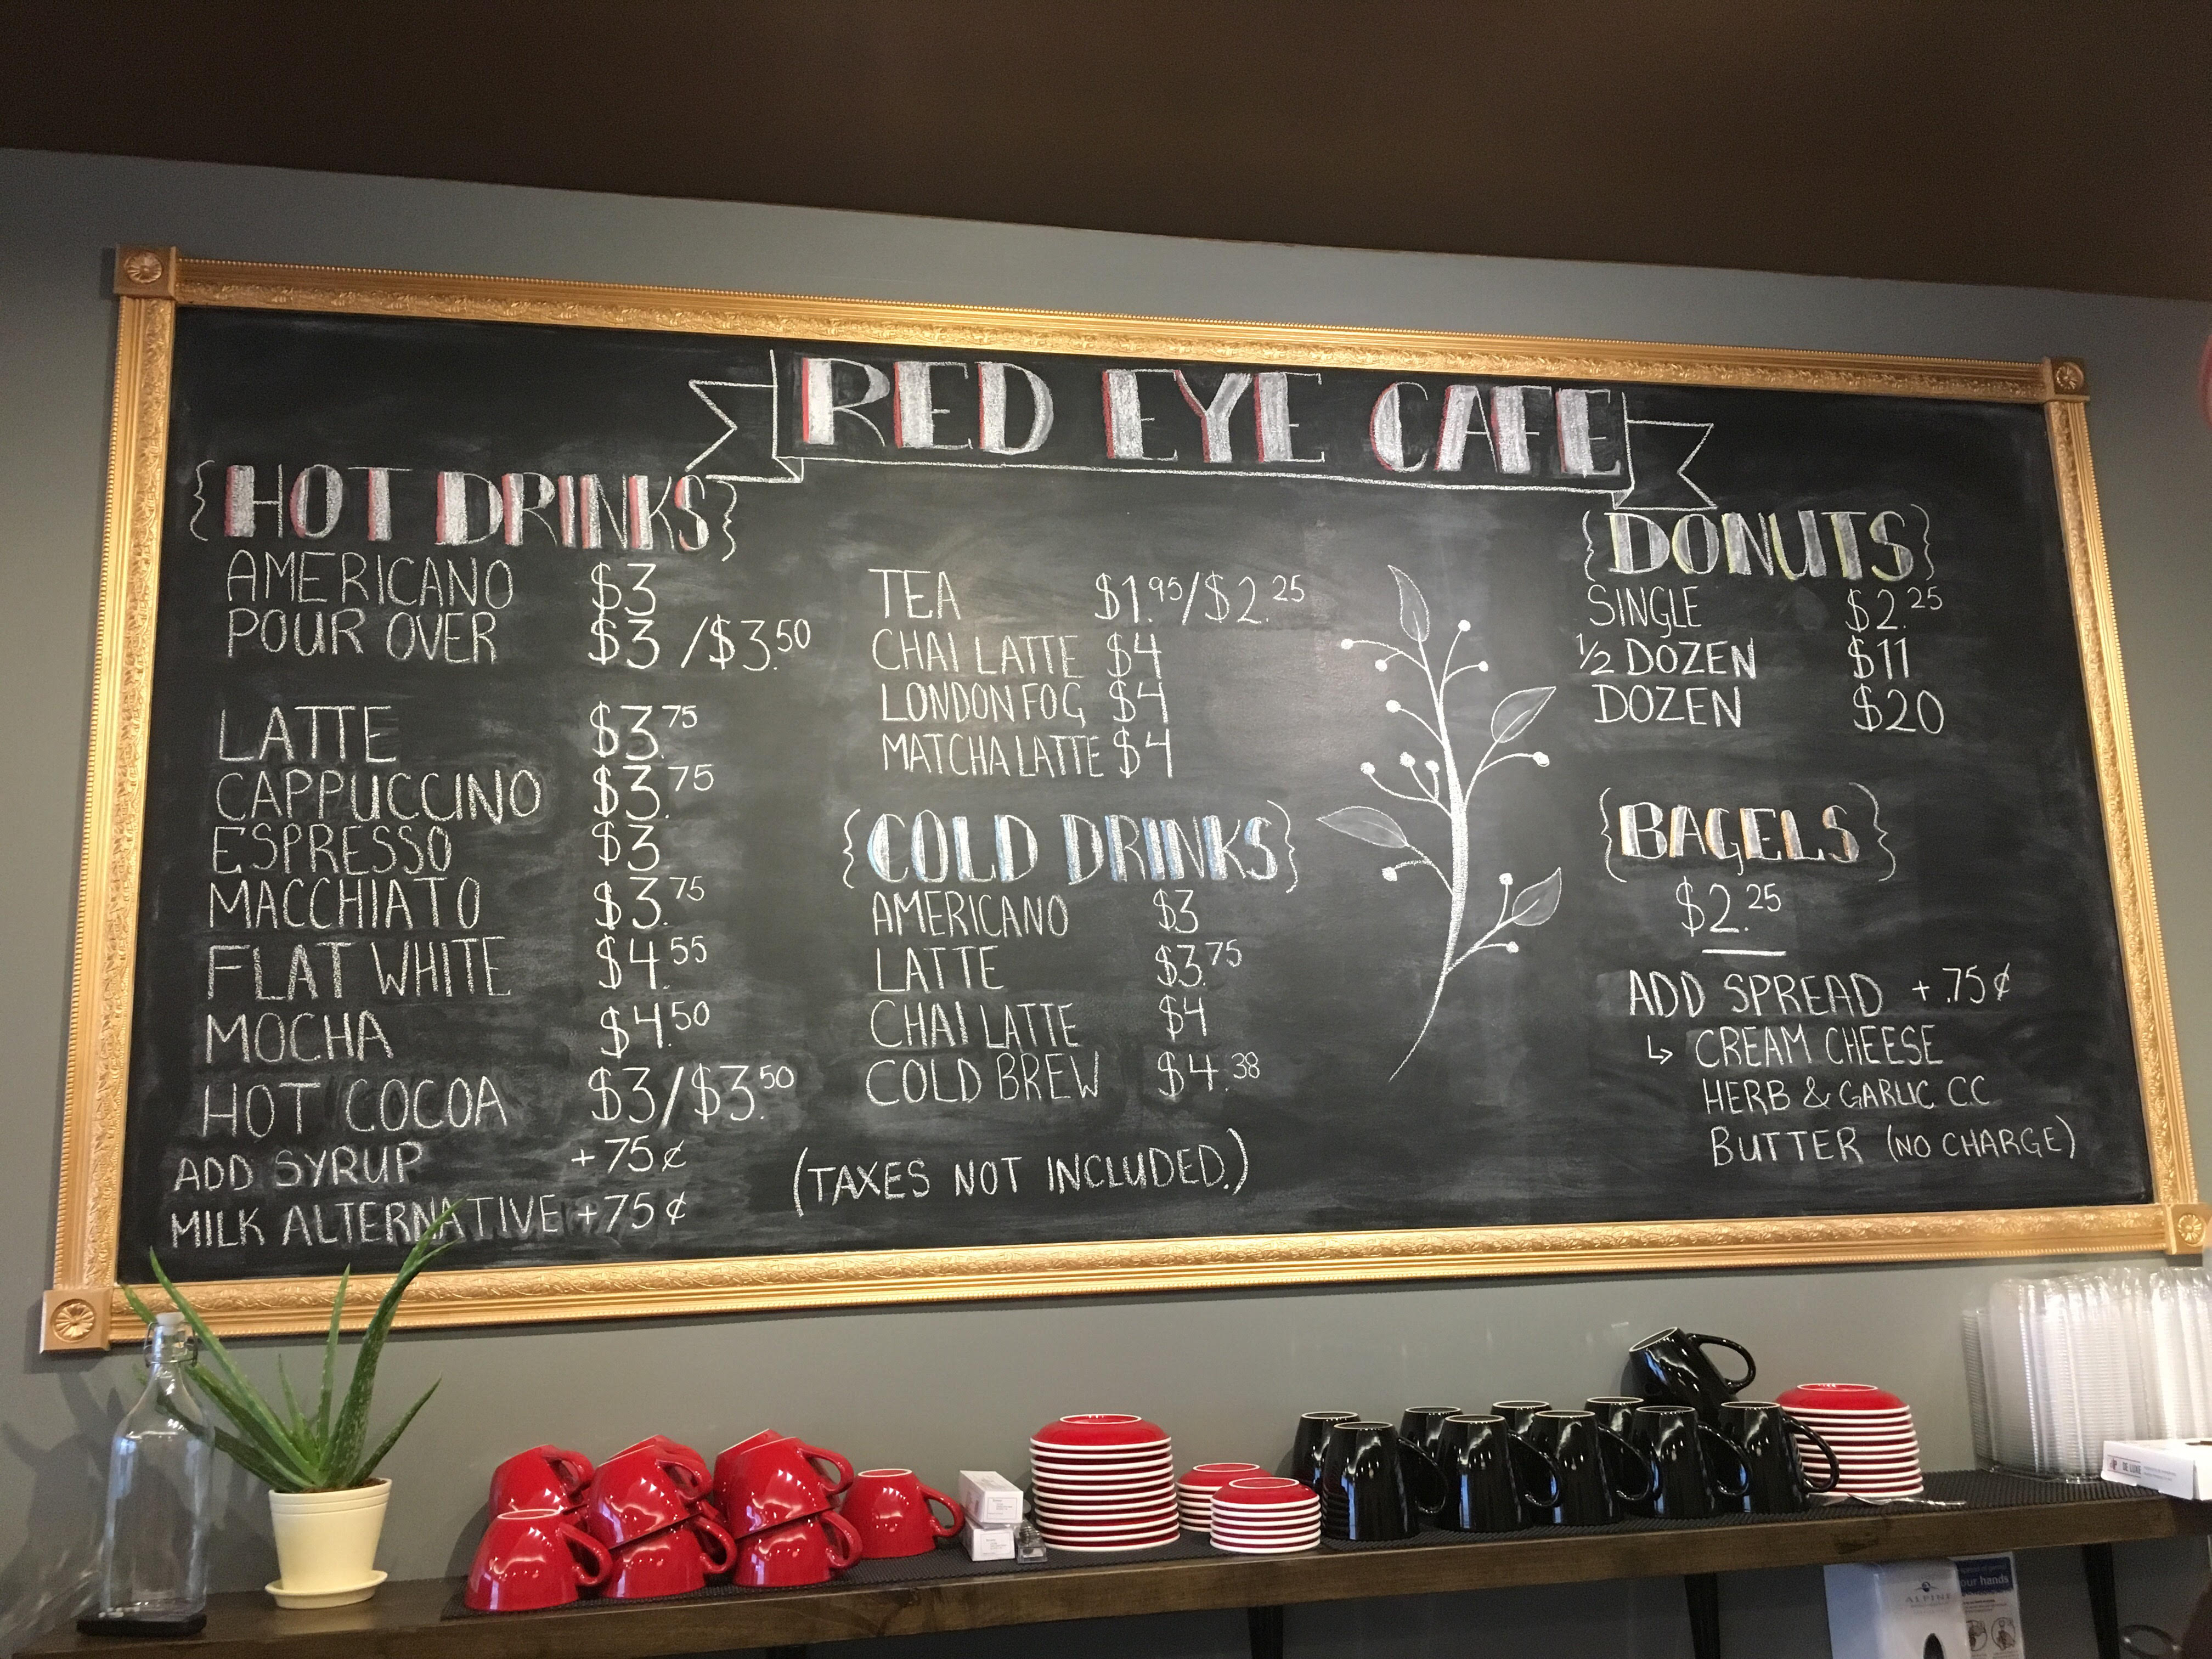 RED EYE CAFE
{HOT DRINKS}
AMERICANO $3
POUR OVER $3 / $3.50
LATTE $3.75
CAPPUCCINO $3.75
ESPRESSO $3
MACCHIATO $3.75
FLAT WHITE $4.55
MOCHA $4.50
HOT COCOA $3/$3.50
ADD SYRUP +75¢
MILK ALTERNATIVE +75¢
TEA $1.95/$2.25
CHAI LATTE $4
LONDON FOG $4
MATCHA LATTE $4
{COLD DRINKS}
AMERICANO $3
LATTE $3.75
CHAI LATTE $4
COLD BREW $4.38
(TAXES NOT INCLUDED.)
{DONUTS}
SINGLE $2.25
1/2 DOZEN $11
DOZEN $20
{BAGELS}
$2.25
ADD SPREAD + .75¢
↳ CREAM CHEESE
HERB & GARLIC C.C
BUTTER (NO CHARGE)
DE LUXE
ALPINE
our hands